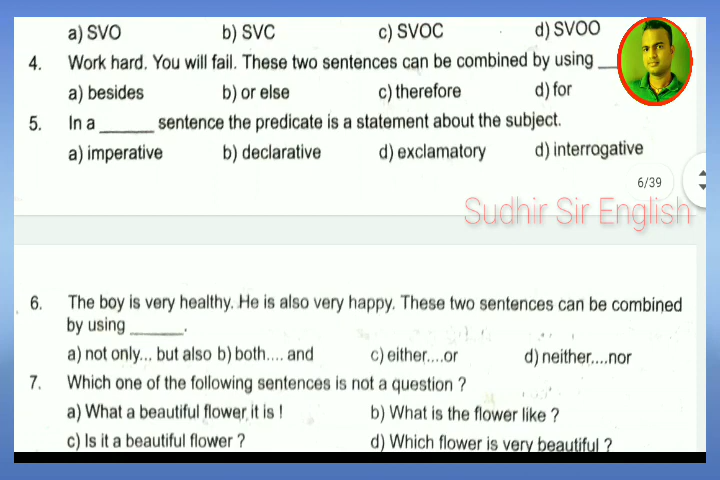 a) SVO b) SVC c) SVOC d) SVOO
4. Work hard. You will fail. These two sentences can be combined by using ___
a) besides b) or else c) therefore d) for
5. In a ______ sentence the predicate is a statement about the subject.
a) imperative b) declarative d) exclamatory d) interrogative
6/39
Sudhir Sir English
6. The boy is very healthy. He is also very happy. These two sentences can be combined
by using ______.
a) not only... but also b) both.... and c) either....or d) neither....nor
7. Which one of the following sentences is not a question ?
a) What a beautiful flower it is ! b) What is the flower like ?
c) Is it a beautiful flower ? d) Which flower is very beautiful ?